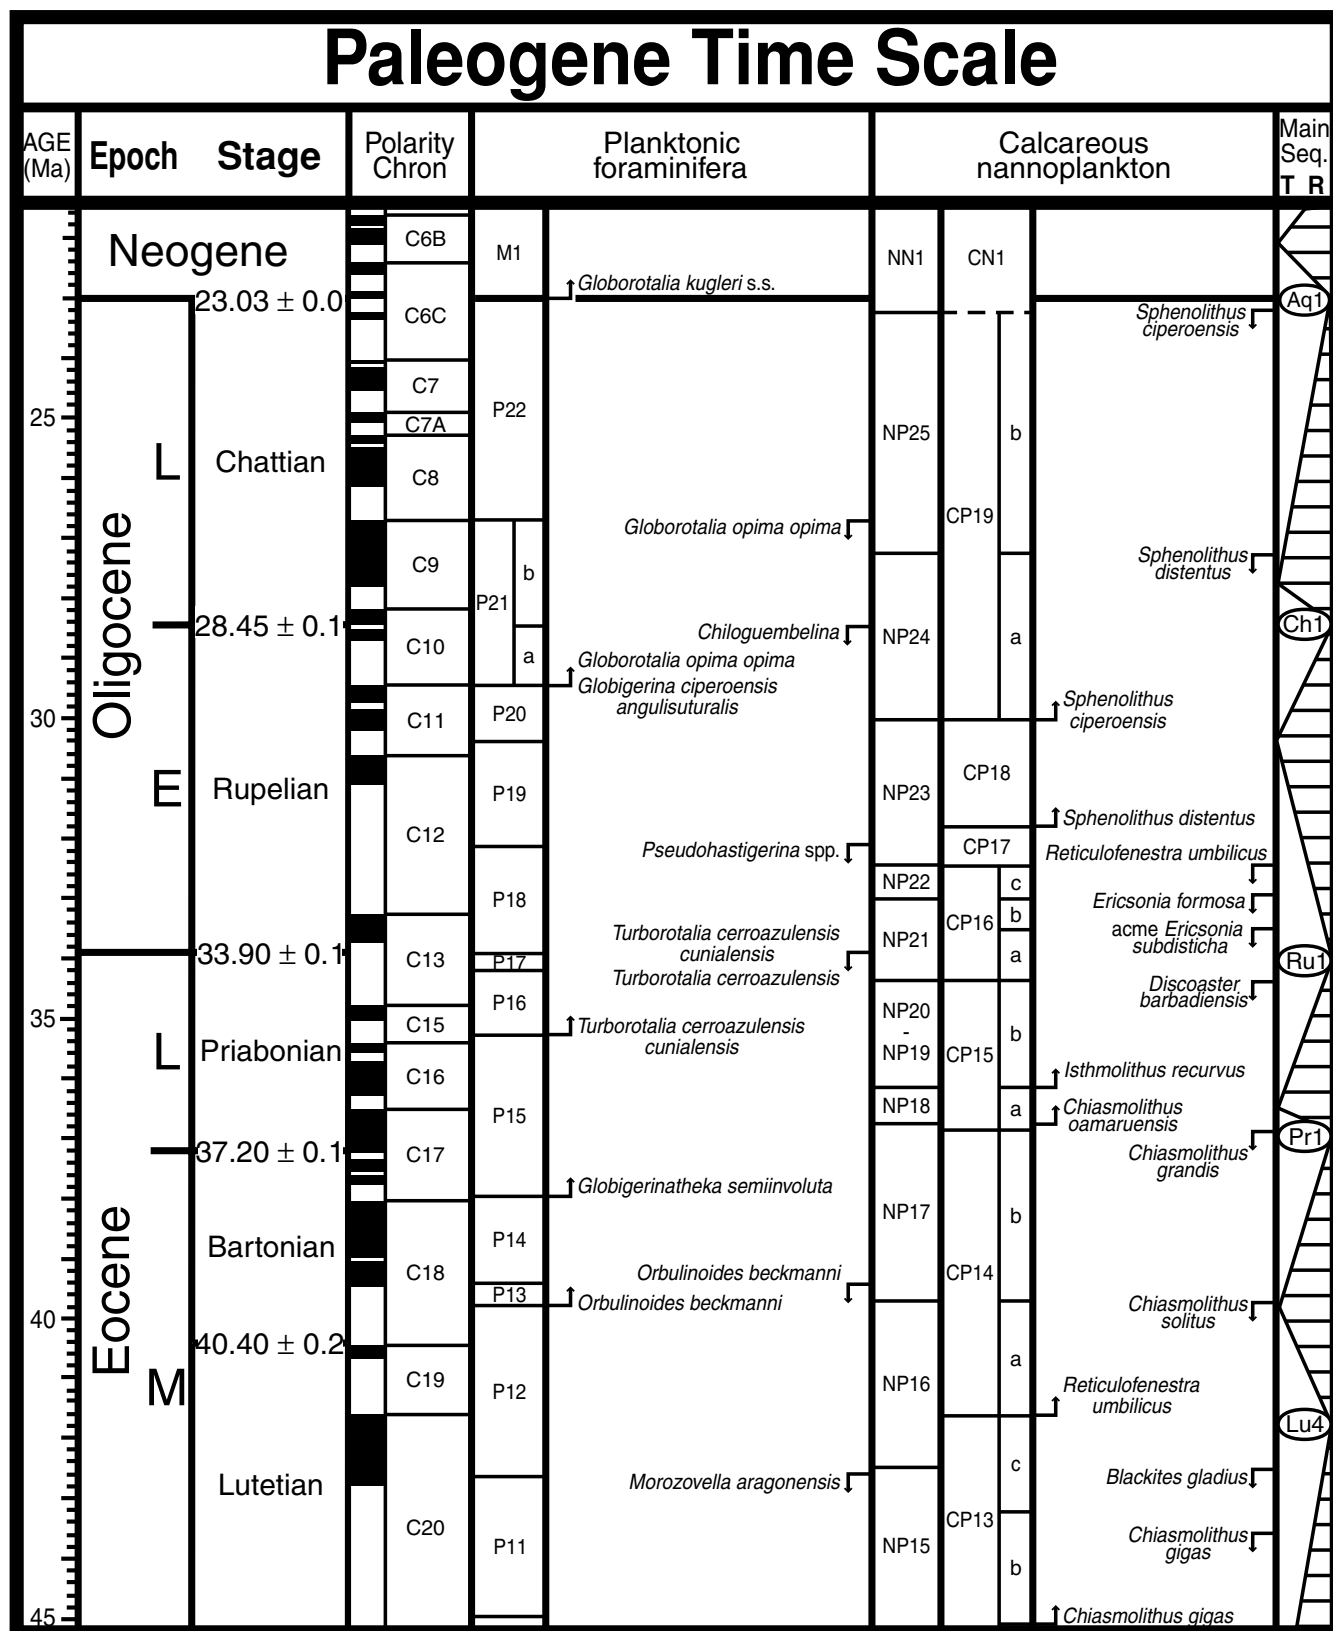 Paleogene Time Scale
AGE
(Ma)
Epoch
Stage
Polarity
Chron
Planktonic
foraminifera
Calcareous
nannoplankton
Main
Seq.
T R
Neogene
23.03 ± 0.0
25
30
35
40
45
Oligocene
L
E
Eocene
L
M
Chattian
28.45 ± 0.1
Rupelian
33.90 ± 0.1
Priabonian
37.20 ± 0.1
Bartonian
40.40 ± 0.2
Lutetian
C6B
C6C
C7
C7A
C8
C9
C10
C11
C12
C13
C15
C16
C17
C18
C19
C20
M1
P22
P21
b
a
P20
P19
P18
P17
P16
P15
P14
P13
P12
P11
Globorotalia kugleri s.s.
Globorotalia opima opima
Chiloguembelina
Globorotalia opima opima
Globigerina ciperoensis
angulisuturalis
Pseudohastigerina spp.
Turborotalia cerroazulensis
cunialensis
Turborotalia cerroazulensis
Turborotalia cerroazulensis
cunialensis
Globigerinatheka semiinvoluta
Orbulinoides beckmanni
Orbulinoides beckmanni
Morozovella aragonensis
NN1
NP25
NP24
NP23
NP22
NP21
NP20
-
NP19
NP18
NP17
NP16
NP15
CN1
CP19
b
a
CP18
CP17
CP16
c
b
a
CP15
b
a
CP14
b
a
CP13
c
b
Sphenolithus
ciperoensis
Sphenolithus
distentus
Sphenolithus
ciperoensis
Sphenolithus distentus
Reticulofenestra umbilicus
Ericsonia formosa
acme Ericsonia
subdisticha
Discoaster
barbadiensis
Isthmolithus recurvus
Chiasmolithus
oamaruensis
Chiasmolithus
grandis
Chiasmolithus
solitus
Reticulofenestra
umbilicus
Blackites gladius
Chiasmolithus
gigas
Chiasmolithus gigas
Aq1
Ch1
Ru1
Pr1
Lu4